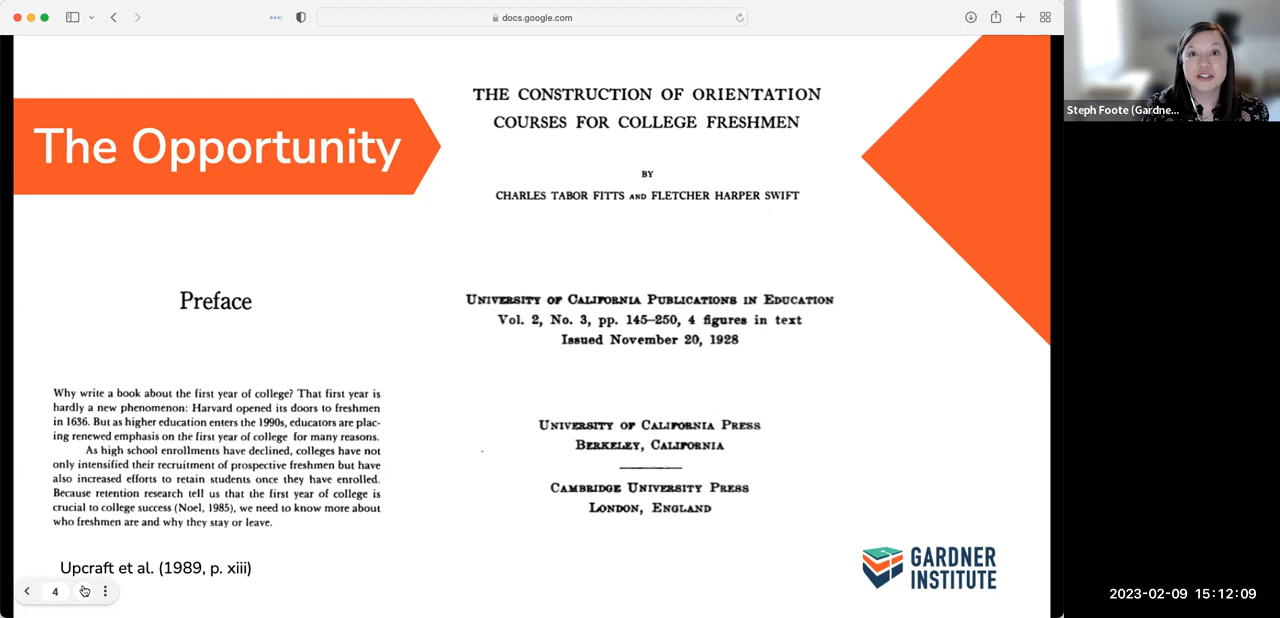 docs.google.com
The Opportunity
THE CONSTRUCTION OF ORIENTATION
COURSES FOR COLLEGE FRESHMEN
BY
CHARLES TABOR FITTS AND FLETCHER HARPER SWIFT
Preface
Why write a book about the first year of college? That first year is
hardly a new phenomenon: Harvard opened its doors to freshmen
in 1636. But as higher education enters the 1990s, educators are plac-
ing renewed emphasis on the first year of college for many reasons.
As high school enrollments have declined, colleges have not
only intensified their recruitment of prospective freshmen but have
also increased efforts to retain students once they have enrolled.
Because retention research tell us that the first year of college is
crucial to college success (Noel, 1985), we need to know more about
who freshmen are and why they stay or leave.
Upcraft et al. (1989, p. xiii)
4
UNIVERSITY OF CALIFORNIA PUBLICATIONS IN EDUCATION
Vol. 2, No. 3, pp. 145–250, 4 figures in text
Issued November 20, 1928
UNIVERSITY OF CALIFORNIA PRESS
BERKELEY, CALIFORNIA
CAMBRIDGE UNIVERSITY PRESS
LONDON, ENGLAND
GARDNER
INSTITUTE
Steph Foote (Gardne...
2023-02-09 15:12:09